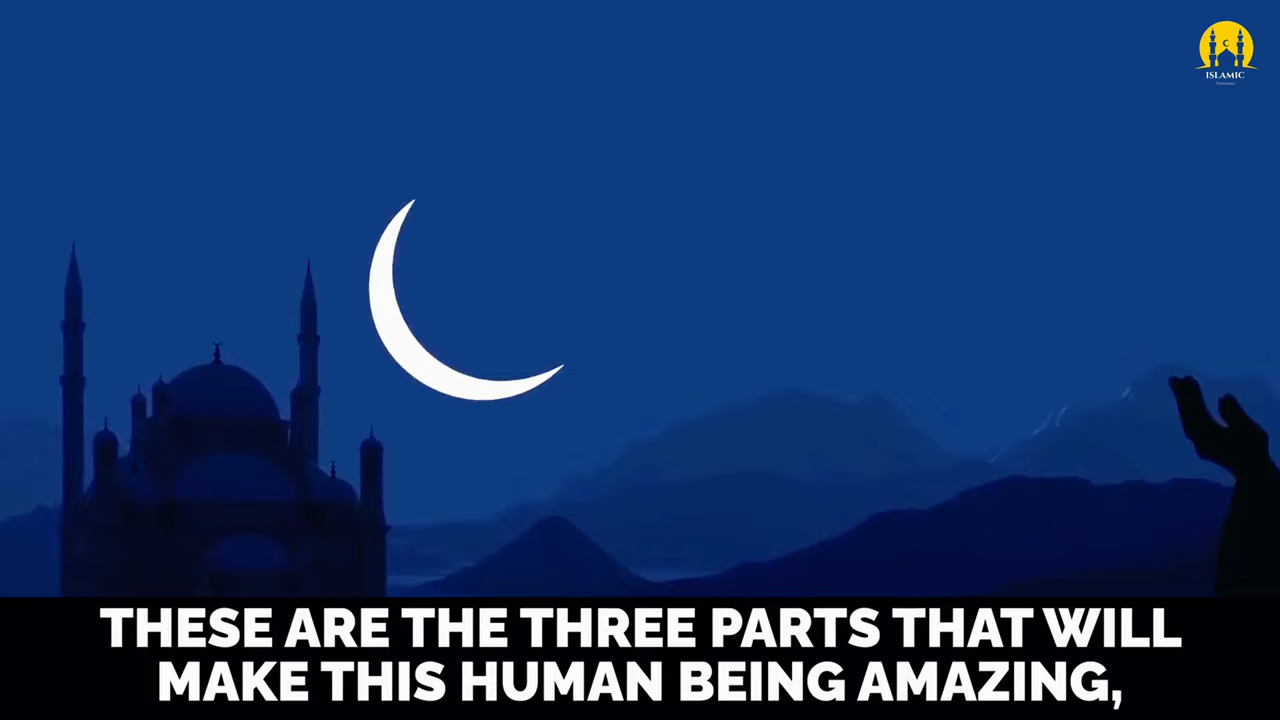 ISLAMIC
THESE ARE THE THREE PARTS THAT WILL
MAKE THIS HUMAN BEING AMAZING,